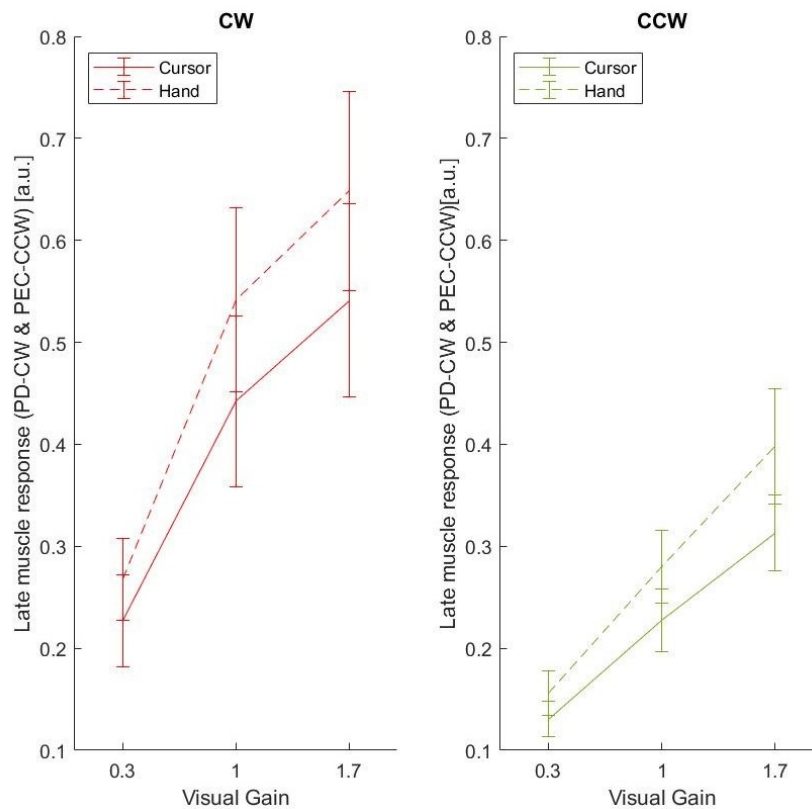 CW
Late muscle response (PD-CW & PEC-CCW) [a.u.]
0.8
0.7
0.6
0.5
0.4
0.3
0.2
0.1
Cursor
Hand
0.3 1 1.7
Visual Gain
CCW
Late muscle response (PD-CW & PEC-CCW)[a.u.]
0.8
0.7
0.6
0.5
0.4
0.3
0.2
0.1
Cursor
Hand
0.3 1 1.7
Visual Gain